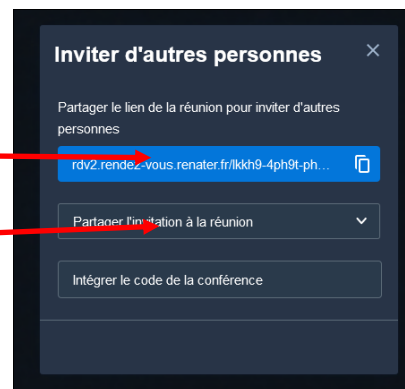 Inviter d'autres personnes
Partager le lien de la réunion pour inviter d'autres
personnes
rdv2.rendez-vous.renater.fr/lkkh9-4ph9t-ph...
Partager l'invitation à la réunion
Intégrer le code de la conférence